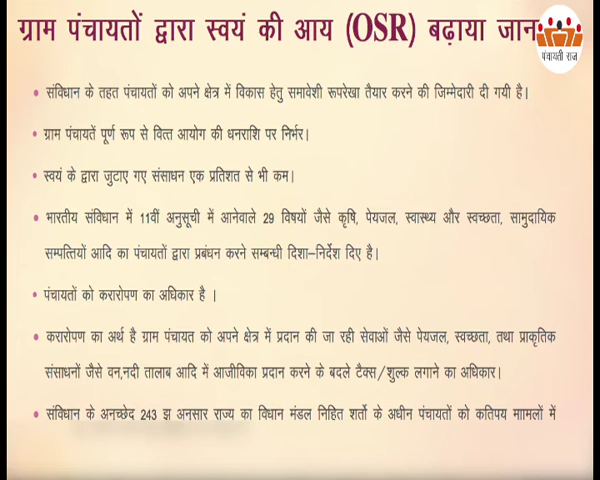 ग्राम पंचायतों द्वारा स्वयं की आय (OSR) बढ़ाया जान
पंचायती राज
• संविधान के तहत पंचायतों को अपने क्षेत्र में विकास हेतु समावेशी रूपरेखा तैयार करने की जिम्मेदारी दी गयी है।
• ग्राम पंचायतें पूर्ण रूप से वित्त आयोग की धनराशि पर निर्भर।
• स्वयं के द्वारा जुटाए गए संसाधन एक प्रतिशत से भी कम।
• भारतीय संविधान में 11वीं अनुसूची में आनेवाले 29 विषयों जैसे कृषि, पेयजल, स्वास्थ्य और स्वच्छता, सामुदायिक
सम्पत्तियों आदि का पंचायतों द्वारा प्रबंधन करने सम्बन्धी दिशा–निर्देश दिए है।
• पंचायतों को करारोपण का अधिकार है ।
• करारोपण का अर्थ है ग्राम पंचायत को अपने क्षेत्र में प्रदान की जा रही सेवाओं जैसे पेयजल, स्वच्छता, तथा प्राकृतिक
संसाधनों जैसे वन,नदी तालाब आदि में आजीविका प्रदान करने के बदले टैक्स/शुल्क लगाने का अधिकार।
• संविधान के अनच्छेद 243 झ अनसार राज्य का विधान मंडल निहित शर्तो के अधीन पंचायतों को कतिपय माामलों में